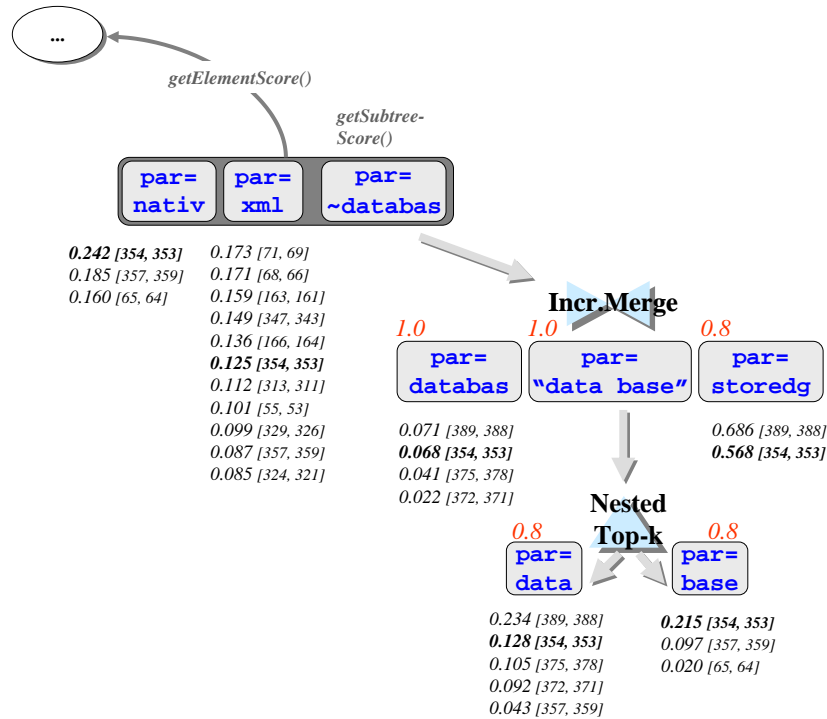 ...
getElementScore()
getSubtree-
Score()
par=
nativ
par=
xml
par=
~databas
0.242 [354, 353]
0.185 [357, 359]
0.160 [65, 64]
0.173 [71, 69]
0.171 [68, 66]
0.159 [163, 161]
0.149 [347, 343]
0.136 [166, 164]
0.125 [354, 353]
0.112 [313, 311]
0.101 [55, 53]
0.099 [329, 326]
0.087 [357, 359]
0.085 [324, 321]
Incr.Merge
1.0
1.0
0.8
par=
databas
par=
“data base”
par=
storedg
0.071 [389, 388]
0.068 [354, 353]
0.041 [375, 378]
0.022 [372, 371]
0.686 [389, 388]
0.568 [354, 353]
Nested
Top-k
0.8
0.8
par=
data
par=
base
0.234 [389, 388]
0.128 [354, 353]
0.105 [375, 378]
0.092 [372, 371]
0.043 [357, 359]
0.215 [354, 353]
0.097 [357, 359]
0.020 [65, 64]